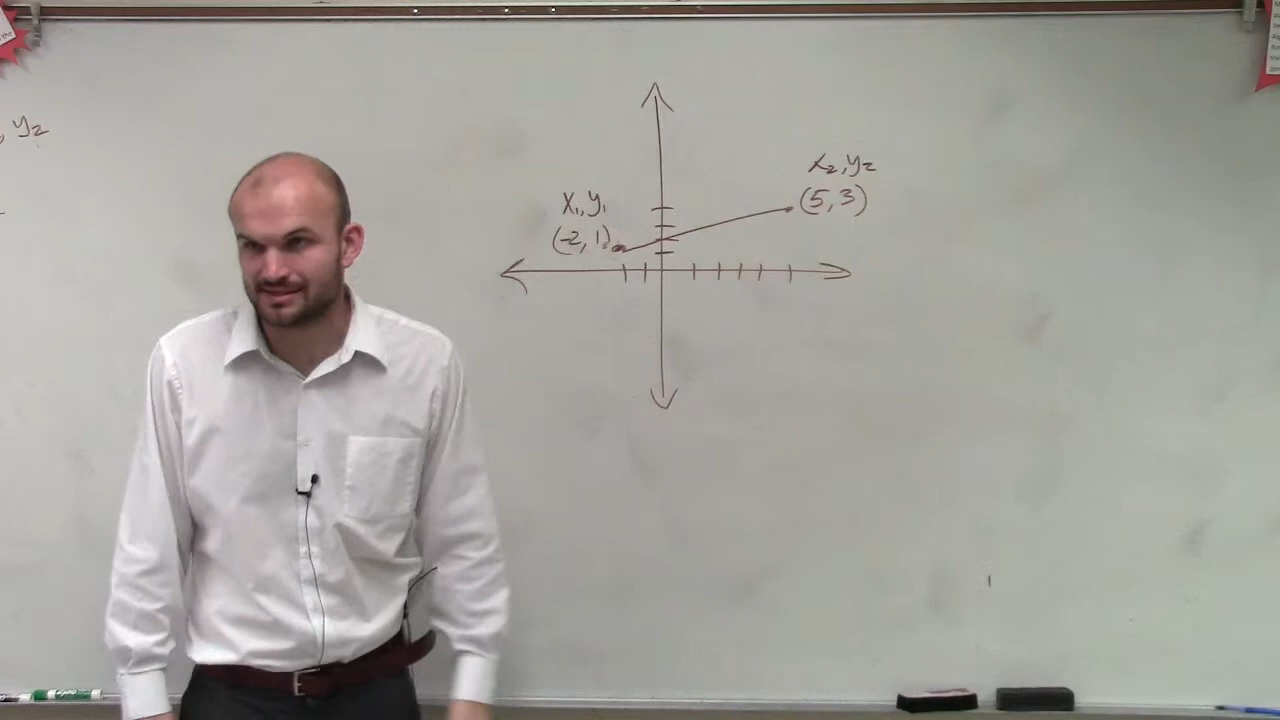 , y₂
x₂, y₂
(5, 3)
x₁, y₁
(-2, 1)